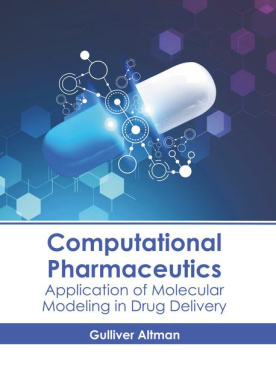 Computational
Pharmaceutics
Application of Molecular
Modeling in Drug Delivery
Gulliver Altman